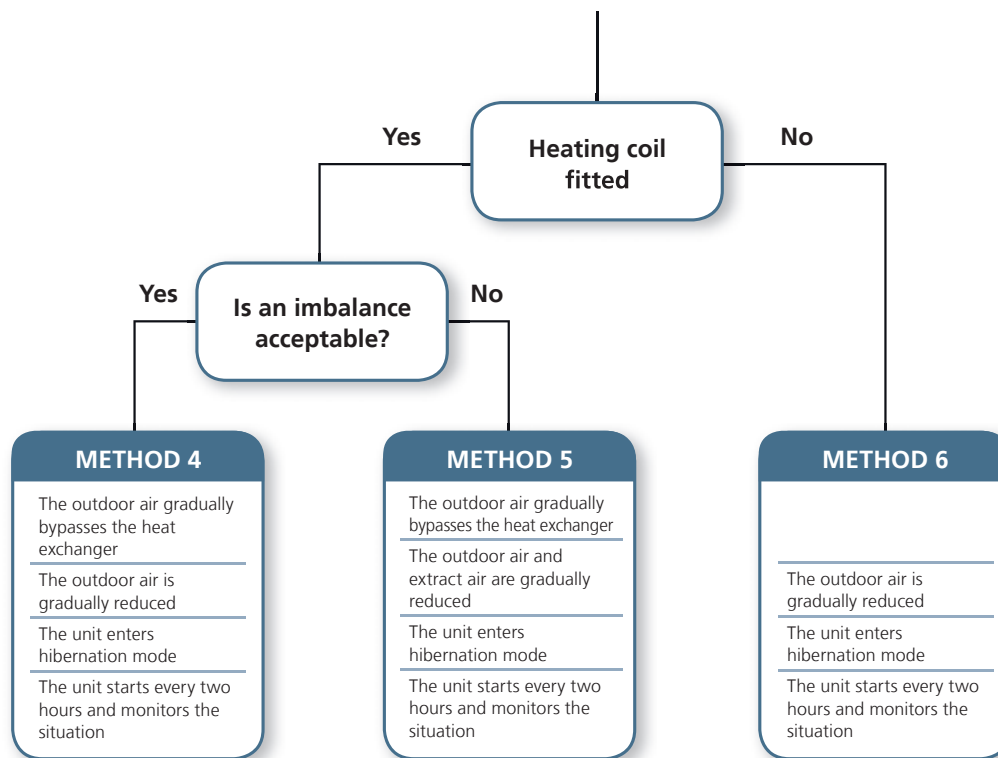 Yes
Heating coil
fitted
No
Yes
Is an imbalance
acceptable?
No
METHOD 4
The outdoor air gradually
bypasses the heat
exchanger
The outdoor air is
gradually reduced
The unit enters
hibernation mode
The unit starts every two
hours and monitors the
situation
METHOD 5
The outdoor air gradually
bypasses the heat exchanger
The outdoor air and
extract air are gradually
reduced
The unit enters
hibernation mode
The unit starts every two
hours and monitors the
situation
METHOD 6
The outdoor air is
gradually reduced
The unit enters
hibernation mode
The unit starts every two
hours and monitors the
situation